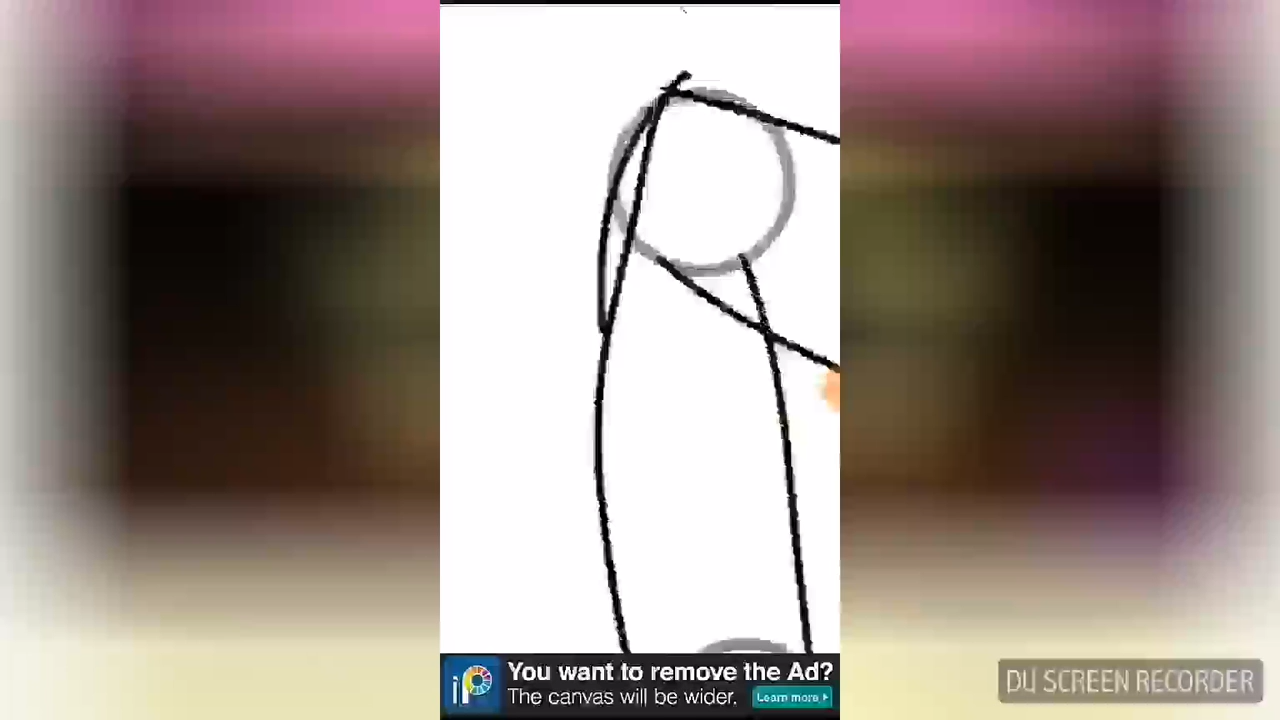 You want to remove the Ad?
The canvas will be wider.
Learn more
DU SCREEN RECORDER